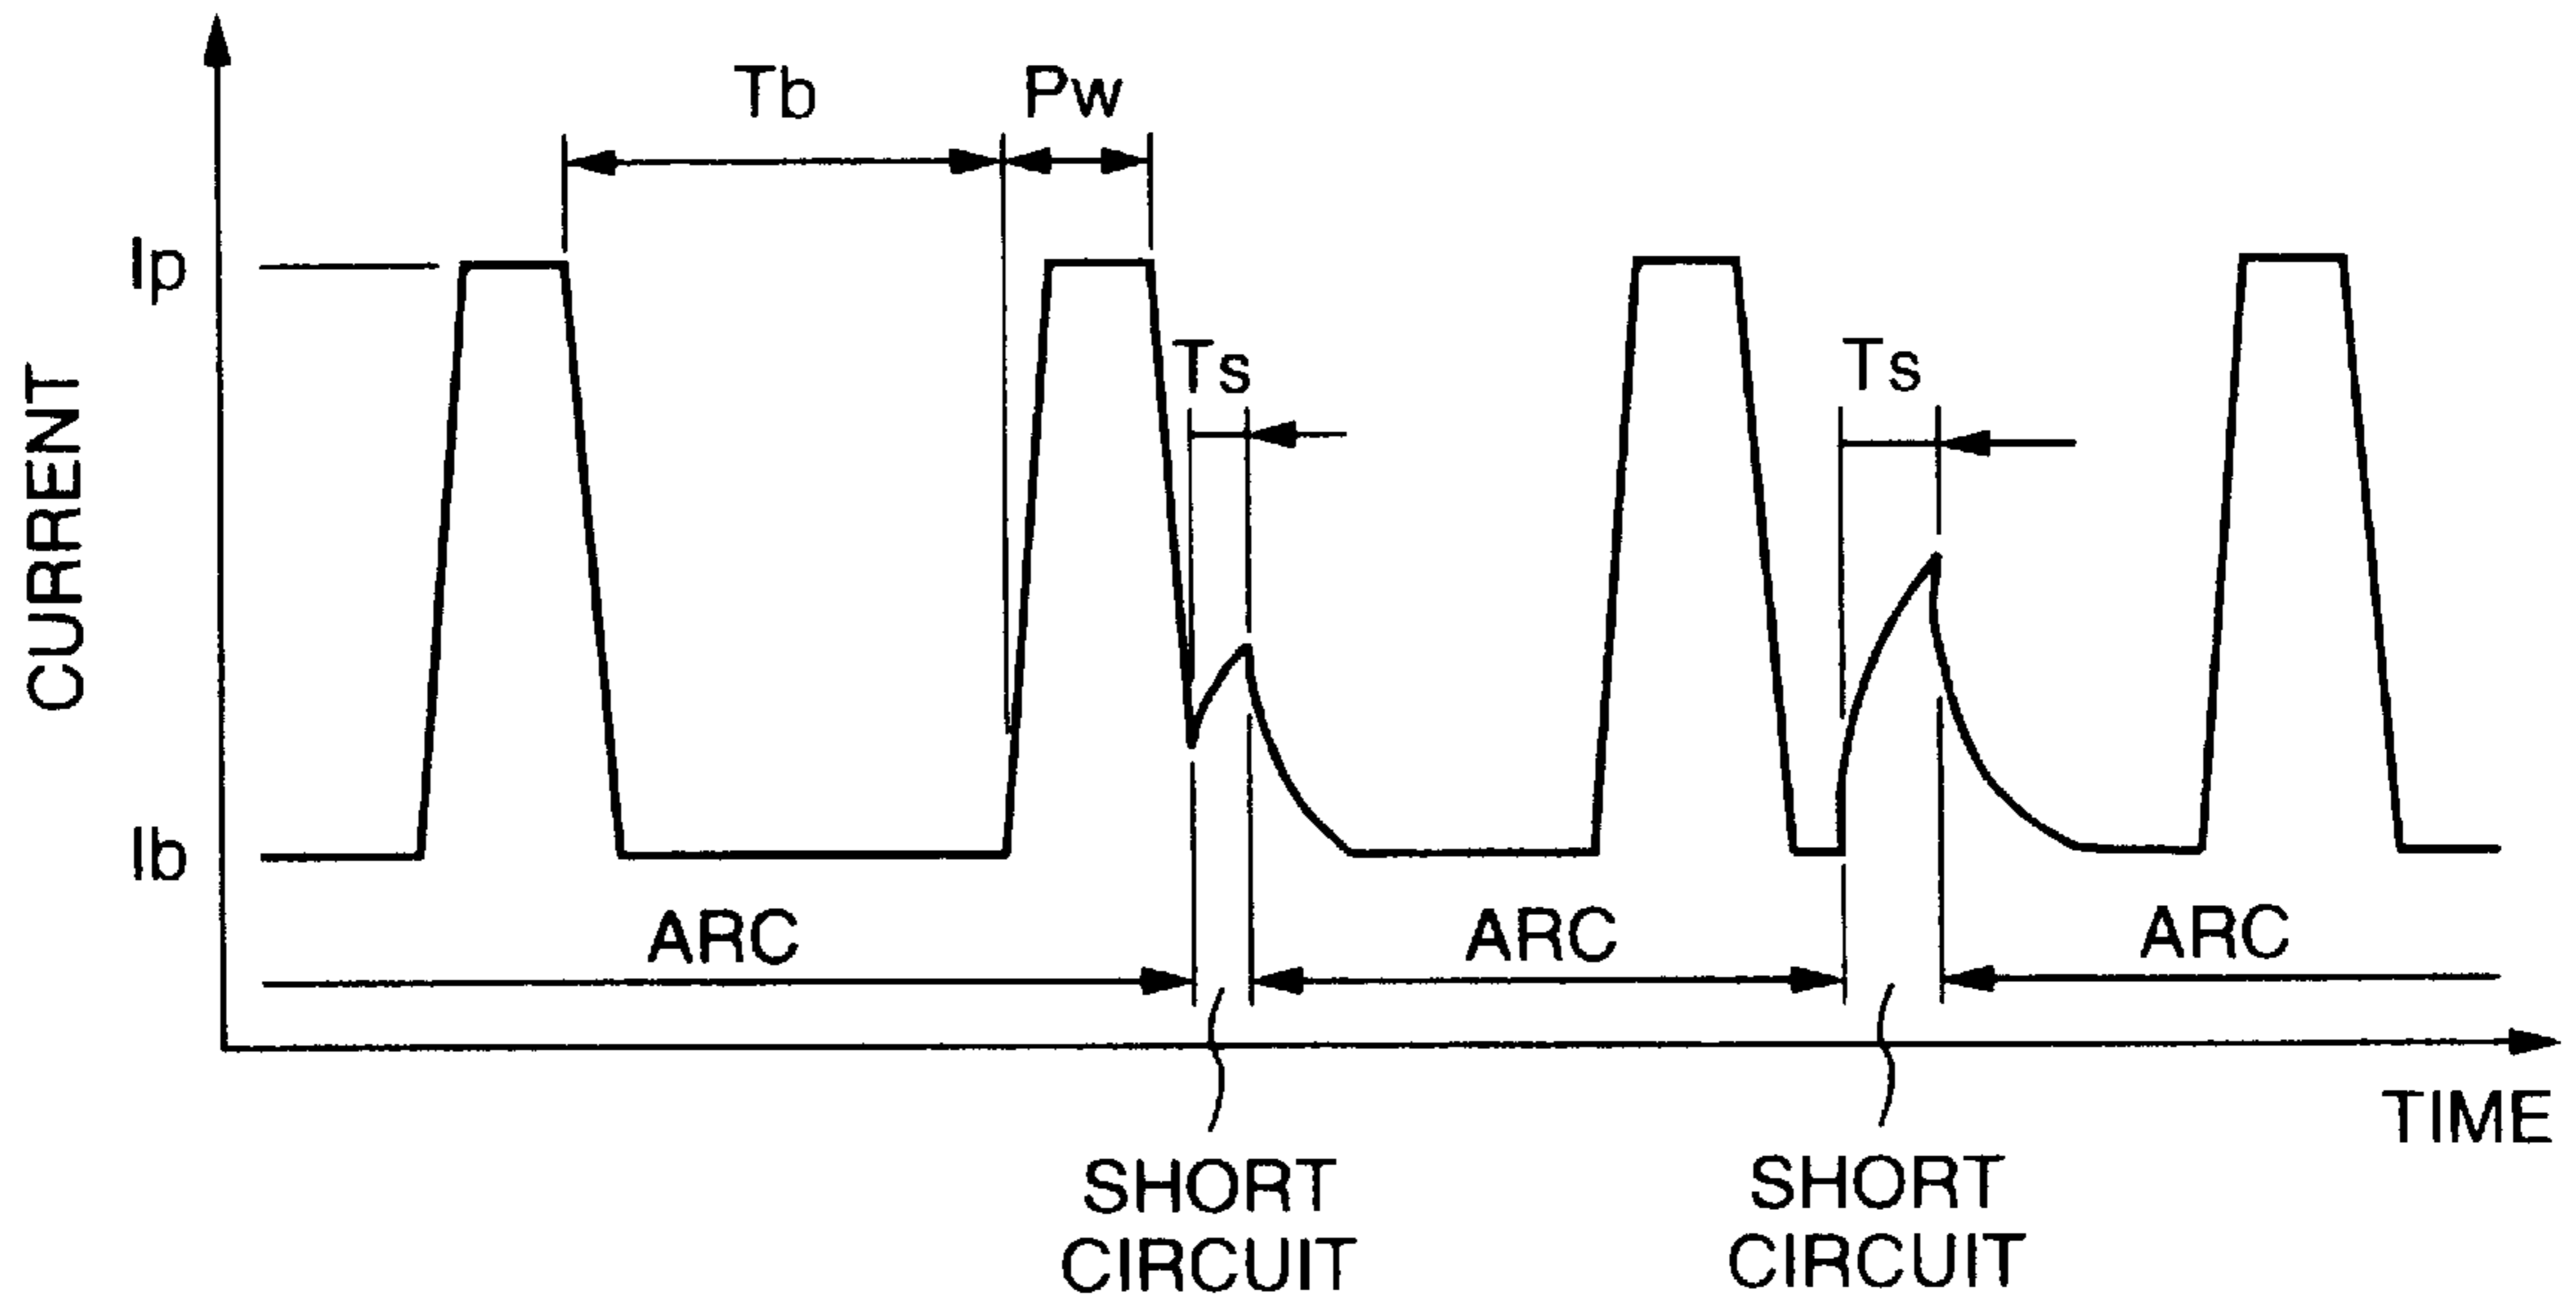 Tb
Pw
Ip
Ts
Ts
CURRENT
Ib
ARC
ARC
ARC
TIME
SHORT
CIRCUIT
SHORT
CIRCUIT